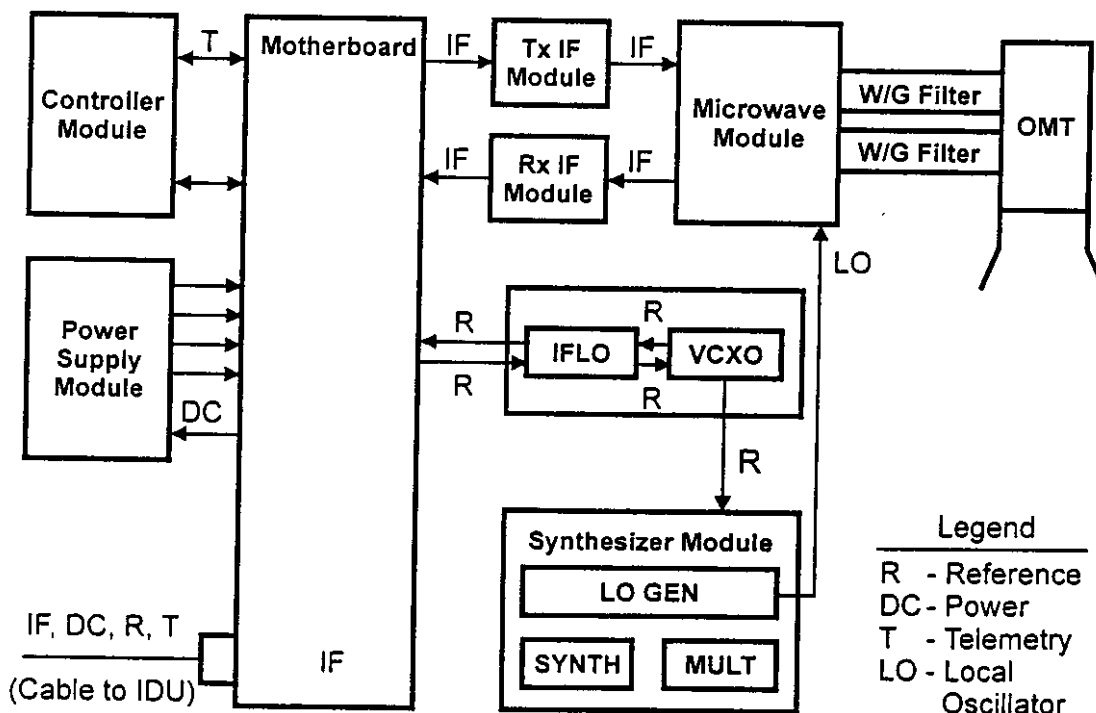 Controller
Module
T
Motherboard
IF
Tx IF
Module
IF
IF
Rx IF
Module
IF
Microwave
Module
W/G Filter
W/G Filter
OMT
LO
Power
Supply
Module
DC
R
R
IFLO
R
R
VCXO
R
Synthesizer Module
LO GEN
SYNTH
MULT
IF, DC, R, T
(Cable to IDU)
IF
Legend
R - Reference
DC - Power
T - Telemetry
LO - Local
Oscillator